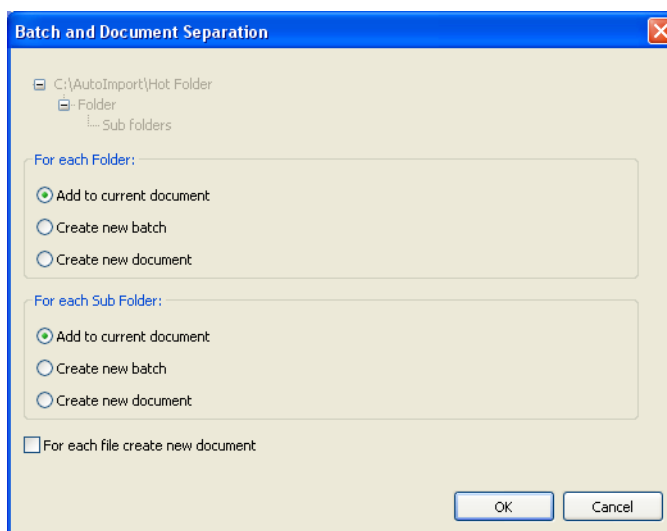 Batch and Document Separation
C:\AutoImport\Hot Folder
Folder
Sub folders
For each Folder:
Add to current document
Create new batch
Create new document
For each Sub Folder:
Add to current document
Create new batch
Create new document
For each file create new document
OK Cancel